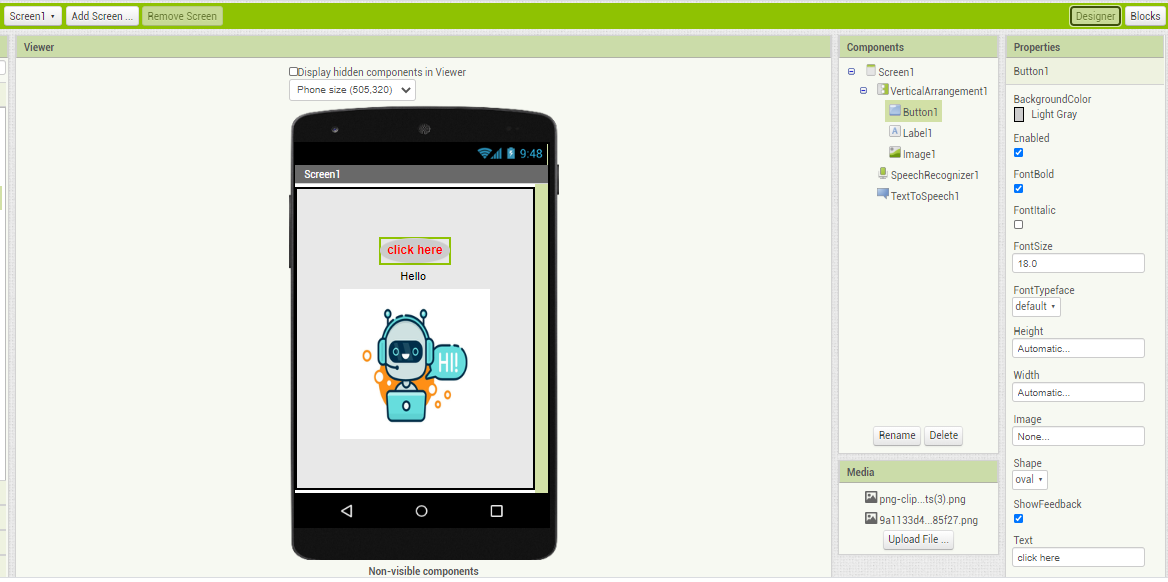 Screen1 Add Screen ... Remove Screen Designer Blocks
Viewer
Display hidden components in Viewer
Phone size (505,320)
9:48
Screen1
click here
Hello
HI!
Non-visible components
Components
Screen1
VerticalArrangement1
Button1
Label1
Image1
SpeechRecognizer1
TextToSpeech1
Rename Delete
Media
png-clip...ts(3).png
9a1133d4...85f27.png
Upload File ...
Properties
Button1
BackgroundColor
Light Gray
Enabled
FontBold
FontItalic
FontSize
18.0
FontTypeface
default
Height
Automatic...
Width
Automatic...
Image
None...
Shape
oval
ShowFeedback
Text
click here